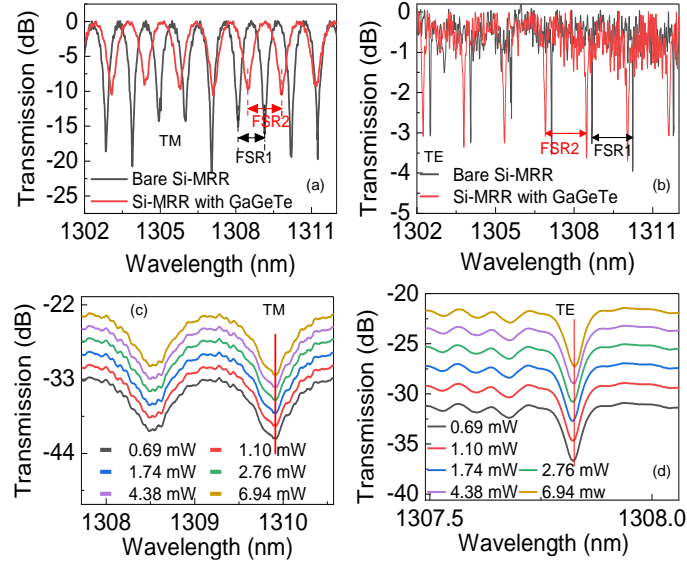 0
-5
-10
-15
-20
-25
Transmission (dB)
TM
FSR2
FSR1
Bare Si-MRR
(a)
Si-MRR with GaGeTe
1302 1305 1308 1311
Wavelength (nm)
0
-1
-2
-3
-4
-5
Transmission (dB)
TE
FSR2
FSR1
Bare Si-MRR
(b)
Si-MRR with GaGeTe
1302 1305 1308 1311
Wavelength (nm)
-22
-33
-44
Transmission (dB)
(c)
TM
0.69 mW 1.10 mW
1.74 mW 2.76 mW
4.38 mW 6.94 mW
1308 1309 1310
Wavelength (nm)
-20
-25
-30
-35
-40
Transmission (dB)
TE
0.69 mW
1.10 mW
1.74 mW 2.76 mW
(d)
4.38 mW 6.94 mw
1307.5 1308.0
Wavelength (nm)